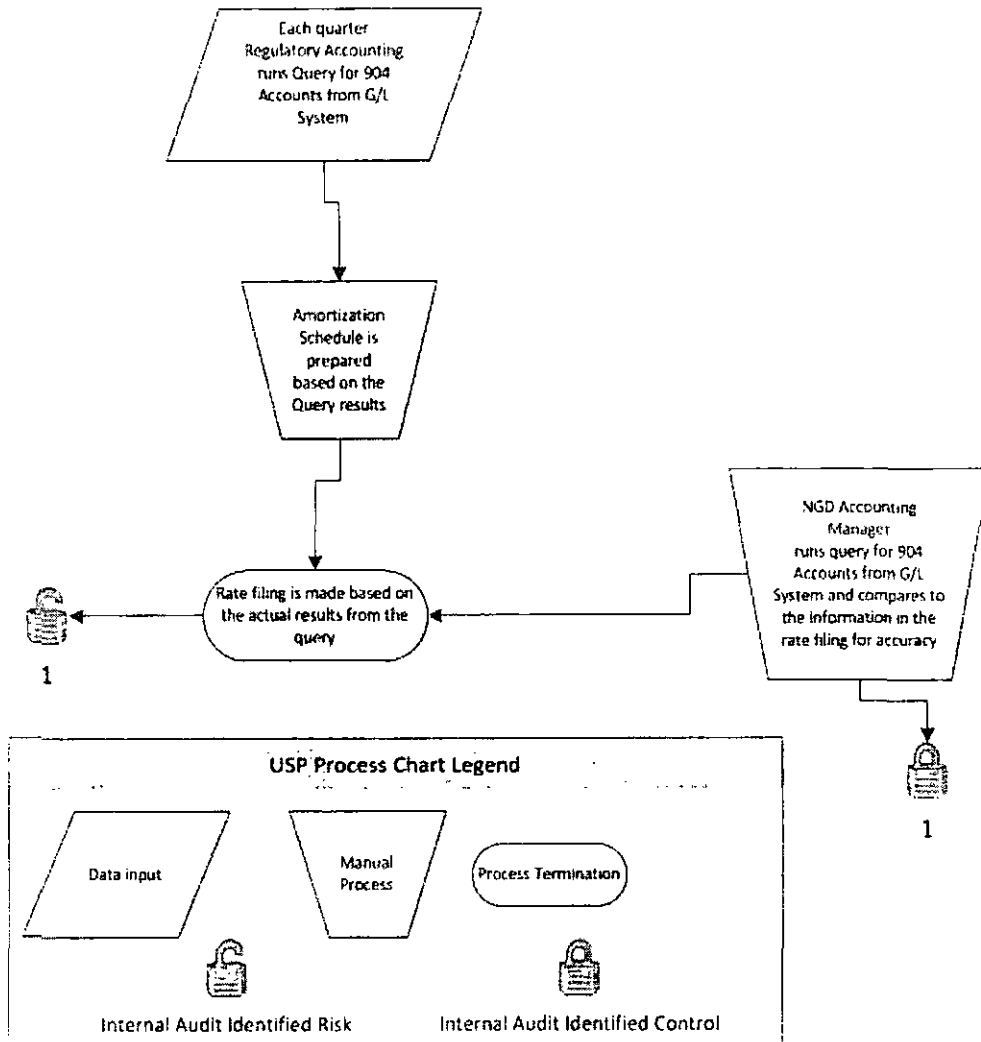 Each quarter
Regulatory Accounting
runs Query for 904
Accounts from G/L
System
Amortization
Schedule is
prepared
based on the
Query results
NGD Accounting
Manager
runs query for 904
Accounts from G/L
System and compares to
the information in the
rate filing for accuracy
Rate filing is made based on
the actual results from the
query
1
1
USP Process Chart Legend
Data input
Manual
Process
Process Termination
Internal Audit Identified Risk
Internal Audit Identified Control